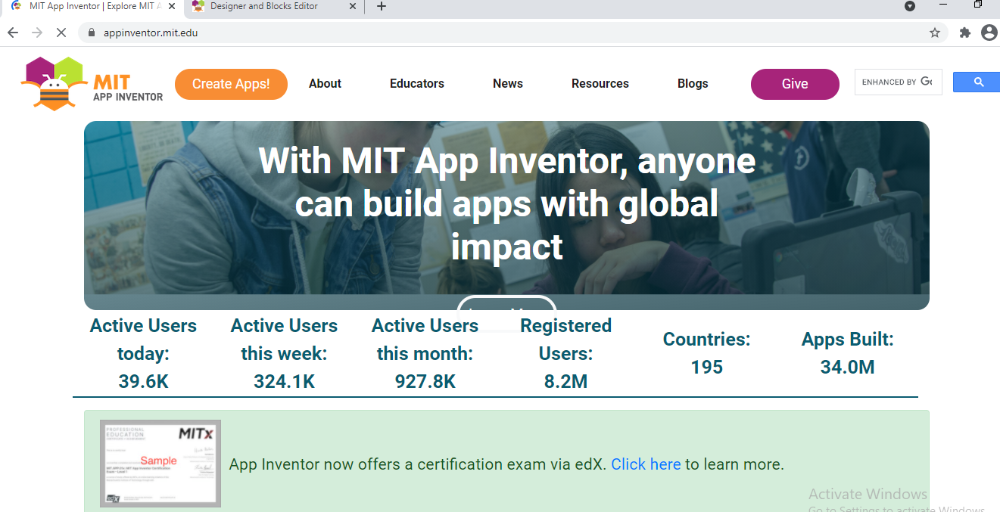 MIT App Inventor | Explore MIT A
Designer and Blocks Editor
appinventor.mit.edu
MIT
APP INVENTOR
Create Apps!
About
Educators
News
Resources
Blogs
Give
ENHANCED BY Go
With MIT App Inventor, anyone
can build apps with global
impact
Active Users
today:
39.6K
Active Users
this week:
324.1K
Active Users
this month:
927.8K
Registered
Users:
8.2M
Countries:
195
Apps Built:
34.0M
PROFESSIONAL
EDUCATION
MITx
Sample
edX
App Inventor now offers a certification exam via edX. Click here to learn more.
Activate Windows
Go to Settings to activate Windows.